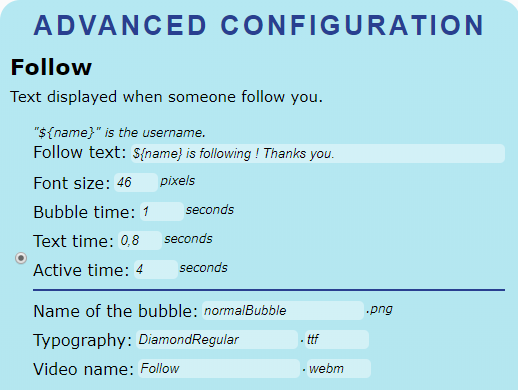 ADVANCED CONFIGURATION
Follow
Text displayed when someone follow you.
"${name}" is the username.
Follow text: ${name} is following ! Thanks you.
Font size: 46 pixels
Bubble time: 1 seconds
Text time: 0,8 seconds
Active time: 4 seconds
Name of the bubble: normalBubble .png
Typography: DiamondRegular . ttf
Video name: Follow . webm